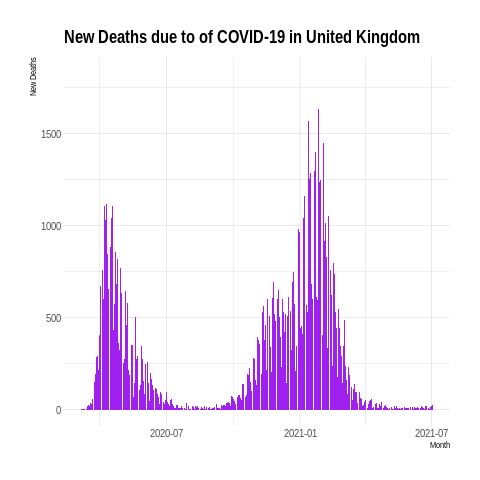 New Deaths due to of COVID-19 in United Kingdom
New Deaths
1500
1000
500
0
2020-07
2021-01
2021-07
Month